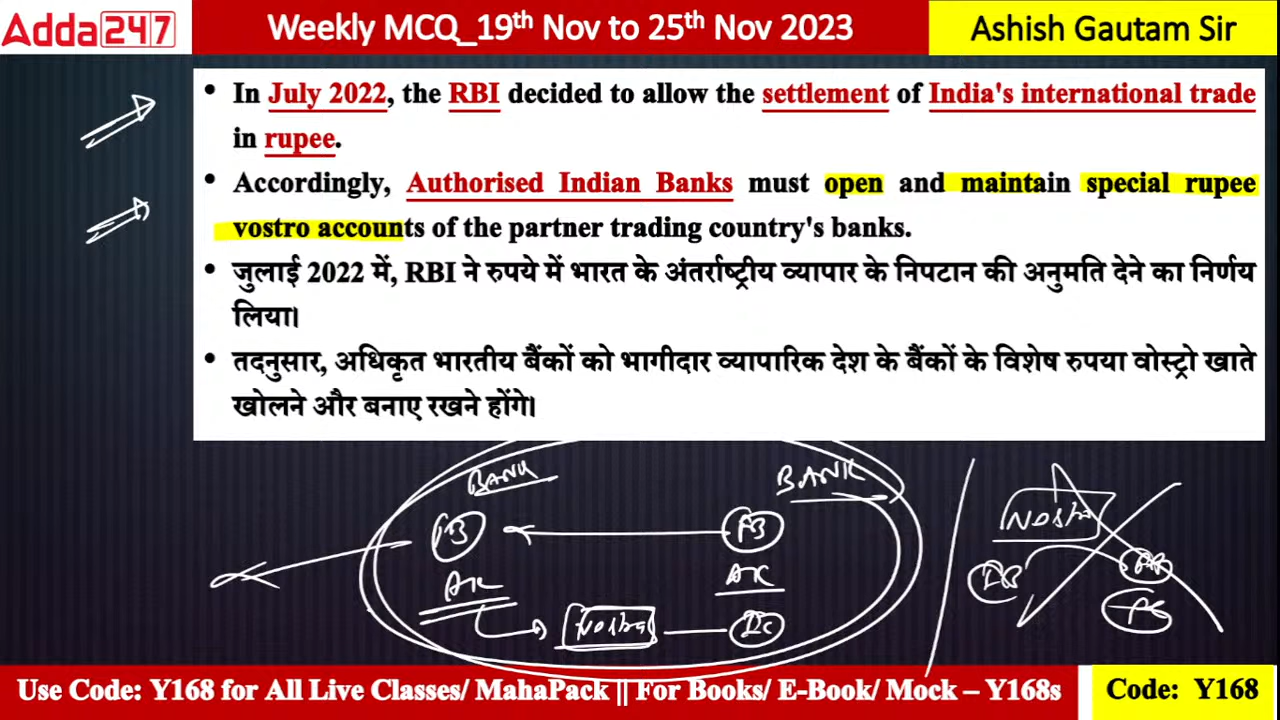 Adda247
Weekly MCQ_19th Nov to 25th Nov 2023
Ashish Gautam Sir
• In July 2022, the RBI decided to allow the settlement of India's international trade
in rupee.
• Accordingly, Authorised Indian Banks must open and maintain special rupee
vostro accounts of the partner trading country's banks.
• जुलाई 2022 में, RBI ने रुपये में भारत के अंतर्राष्ट्रीय व्यापार के निपटान की अनुमति देने का निर्णय
लिया।
• तदनुसार, अधिकृत भारतीय बैंकों को भागीदार व्यापारिक देश के बैंकों के विशेष रुपया वोस्ट्रो खाते
खोलने और बनाए रखने होंगे।
BANK BANK
Use Code: Y168 for All Live Classes/ MahaPack || For Books/ E-Book/ Mock – Y168s
Code: Y168